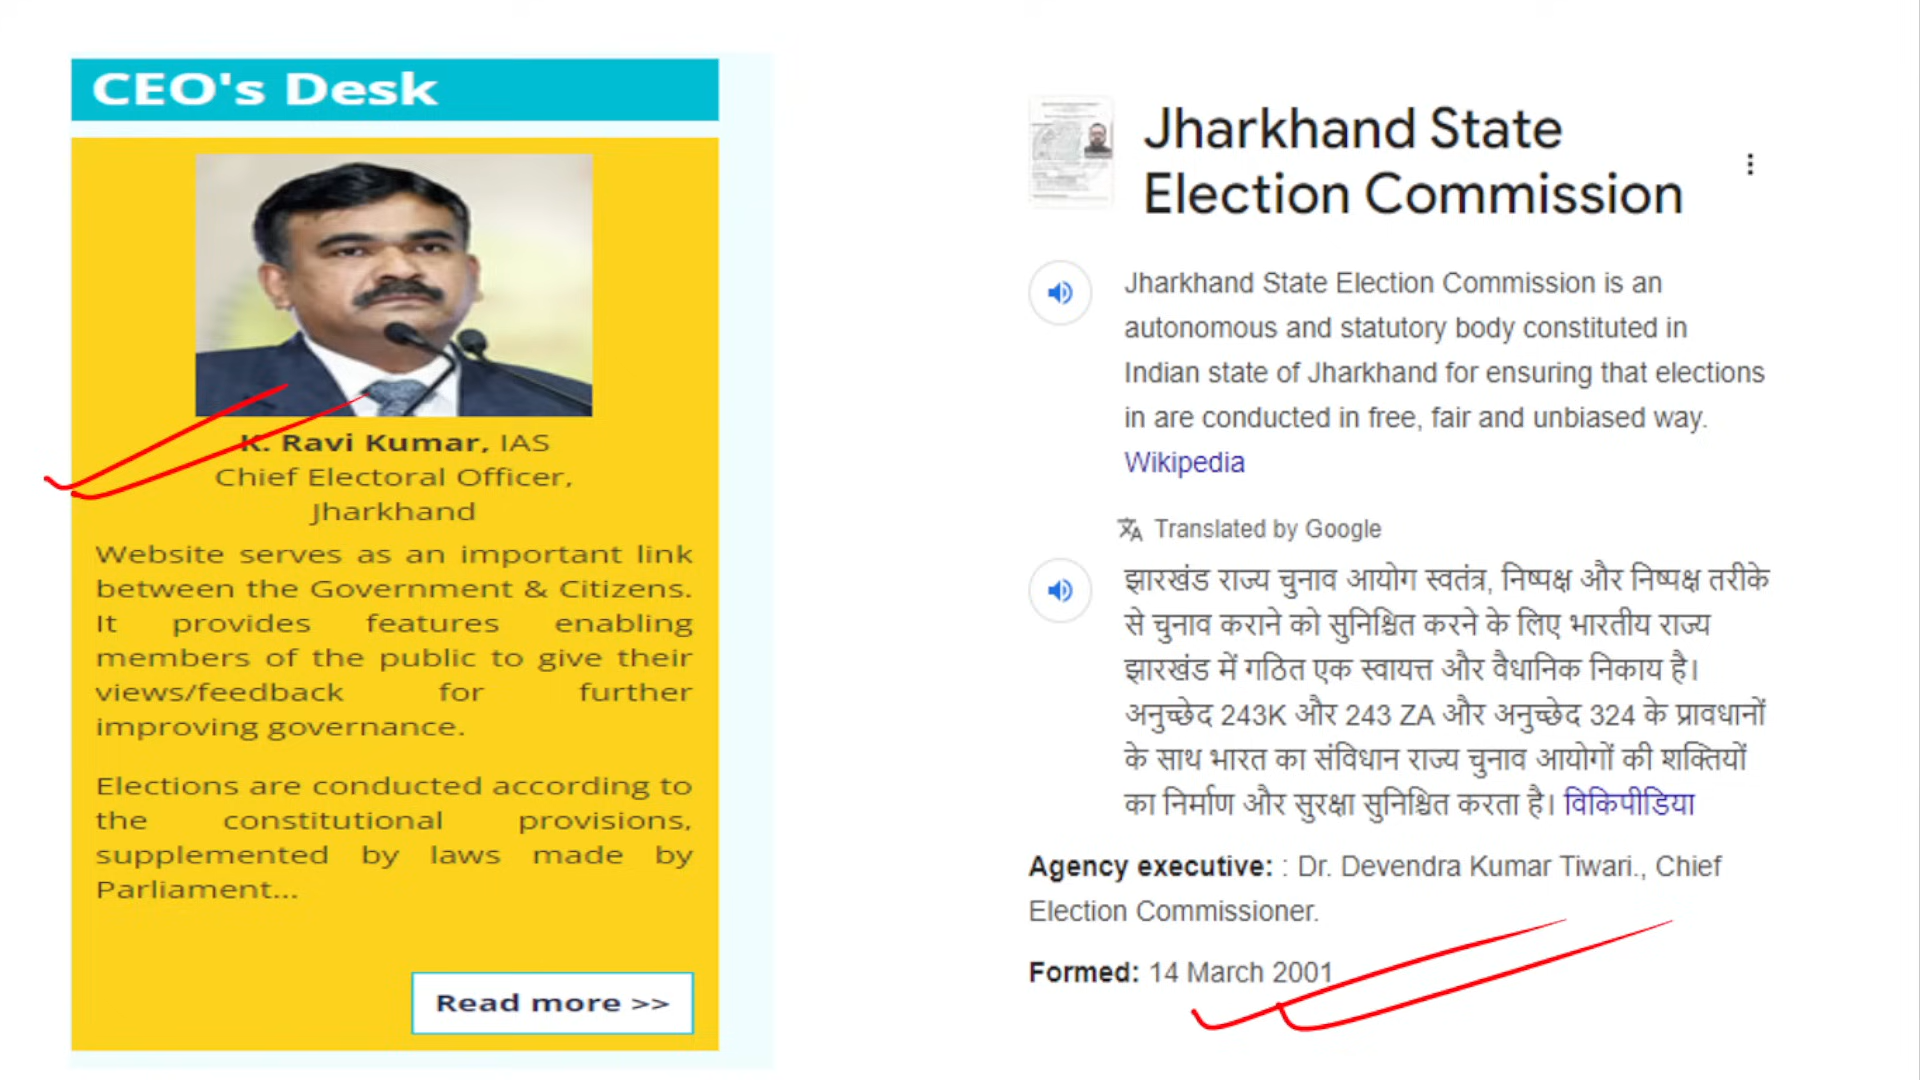 CEO's Desk
K. Ravi Kumar, IAS
Chief Electoral Officer,
Jharkhand
Website serves as an important link
between the Government & Citizens.
It provides features enabling
members of the public to give their
views/feedback for further
improving governance.
Elections are conducted according to
the constitutional provisions,
supplemented by laws made by
Parliament...
Read more >>
Jharkhand State
Election Commission
Jharkhand State Election Commission is an
autonomous and statutory body constituted in
Indian state of Jharkhand for ensuring that elections
in are conducted in free, fair and unbiased way.
Wikipedia
Translated by Google
झारखंड राज्य चुनाव आयोग स्वतंत्र, निष्पक्ष और निष्पक्ष तरीके
से चुनाव कराने को सुनिश्चित करने के लिए भारतीय राज्य
झारखंड में गठित एक स्वायत्त और वैधानिक निकाय है।
अनुच्छेद 243K और 243 ZA और अनुच्छेद 324 के प्रावधानों
के साथ भारत का संविधान राज्य चुनाव आयोगों की शक्तियों
का निर्माण और सुरक्षा सुनिश्चित करता है। विकिपीडिया
Agency executive: : Dr. Devendra Kumar Tiwari., Chief
Election Commissioner.
Formed: 14 March 2001